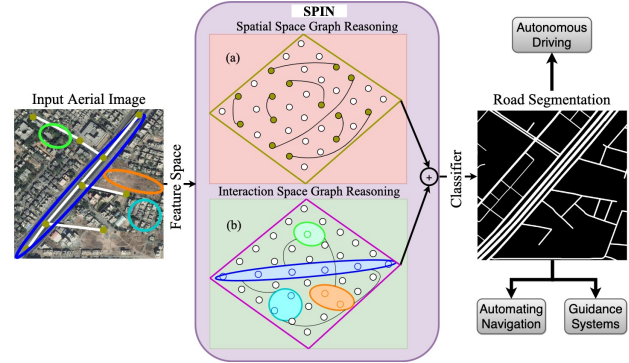 SPIN
Spatial Space Graph Reasoning
(a)
Input Aerial Image
Feature Space
Interaction Space Graph Reasoning
(b)
+
Classifier
Autonomous
Driving
Road Segmentation
Automating
Navigation
Guidance
Systems